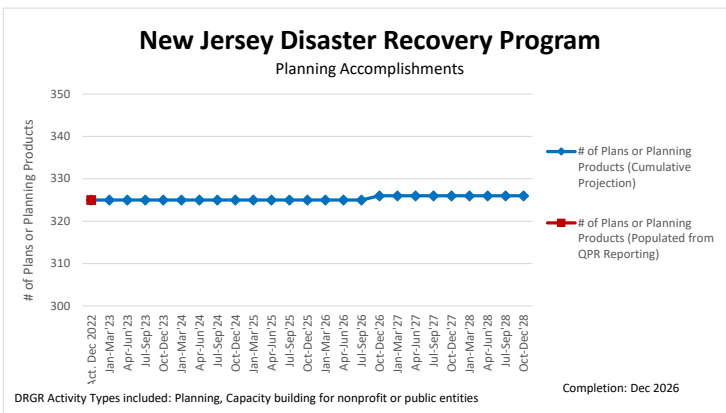 New Jersey Disaster Recovery Program
Planning Accomplishments
# of Plans or Planning Products
350
340
330
320
310
300
Act. Dec 2022
Jan-Mar'23
Apr-Jun'23
Jul-Sep'23
Oct-Dec'23
Jan-Mar'24
Apr-Jun'24
Jul-Sep'24
Oct-Dec'24
Jan-Mar'25
Apr-Jun'25
Jul-Sep'25
Oct-Dec'25
Jan-Mar'26
Apr-Jun'26
Jul-Sep'26
Oct-Dec'26
Jan-Mar'27
Apr-Jun'27
Jul-Sep'27
Oct-Dec'27
Jan-Mar'28
Apr-Jun'28
Jul-Sep'28
Oct-Dec'28
# of Plans or Planning
Products (Cumulative
Projection)
# of Plans or Planning
Products (Populated from
QPR Reporting)
Completion: Dec 2026
DRGR Activity Types included: Planning, Capacity building for nonprofit or public entities